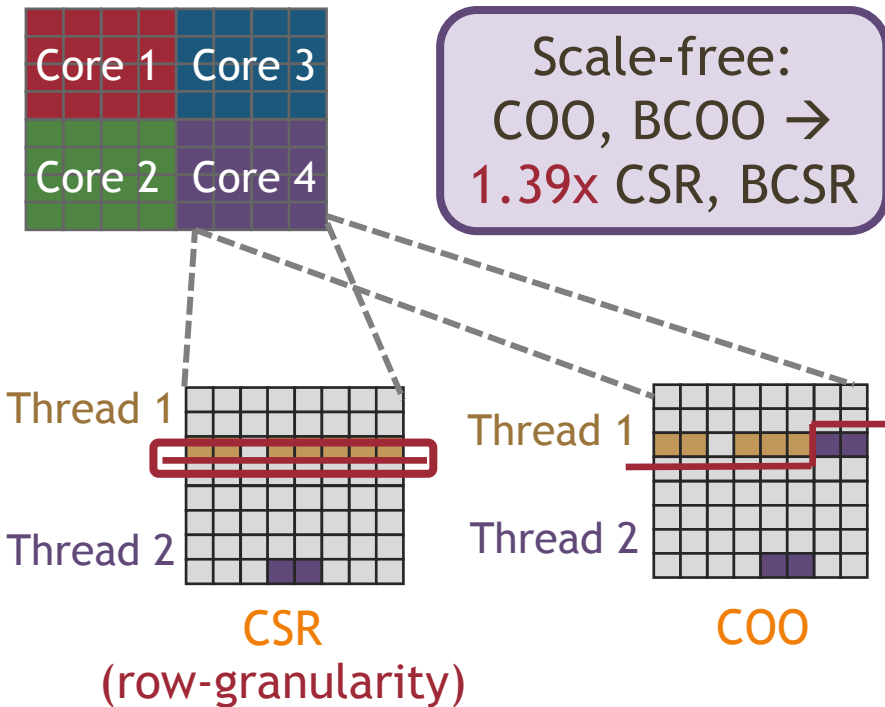 Core 1
Core 3
Core 2
Core 4
Scale-free:
COO, BCOO →
1.39x CSR, BCSR
Thread 1
Thread 2
CSR
(row-granularity)
Thread 1
Thread 2
COO